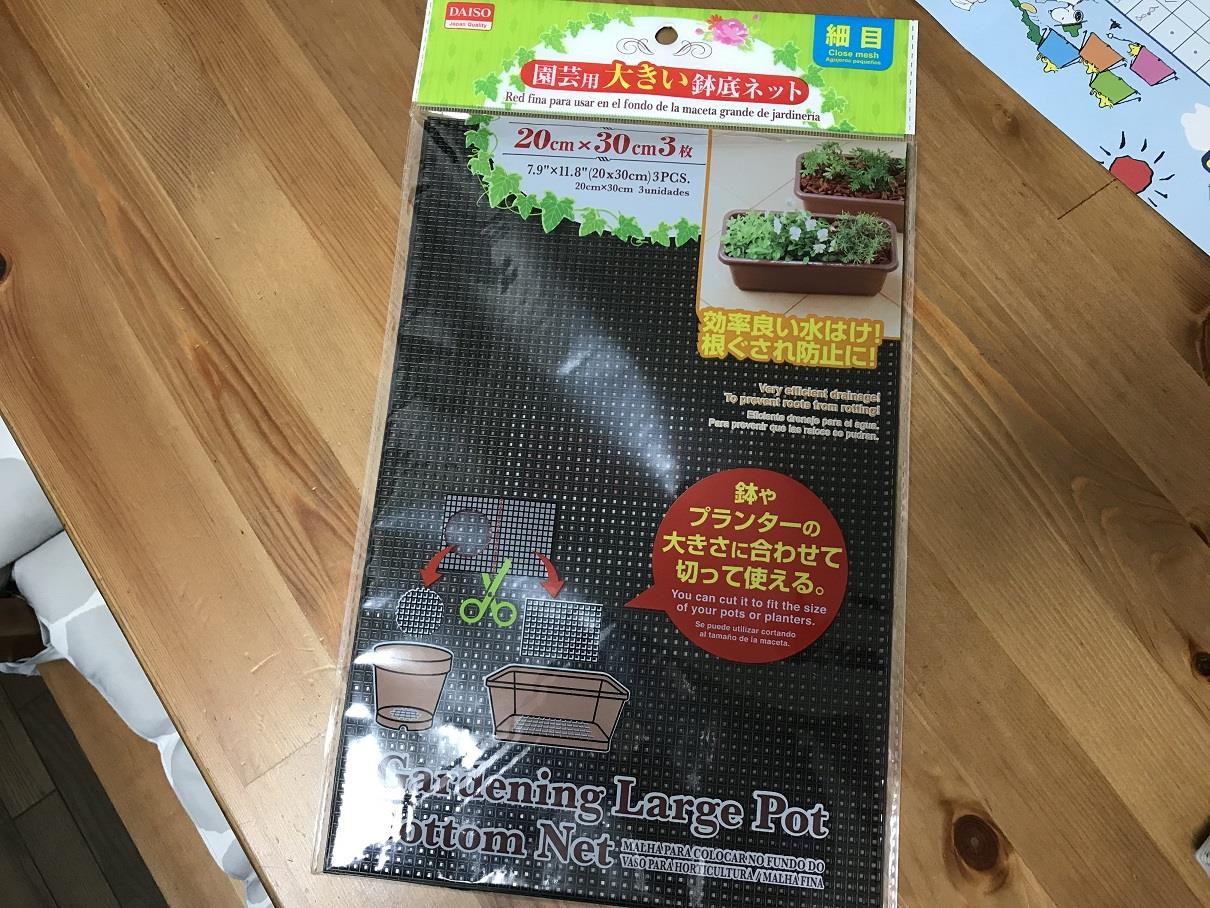 DAISO
Japan Quality
細目
Close mesh
Agujeros pequeños
園芸用大きい鉢底ネット
Red fina para usar en el fondo de la maceta grande de jardinería
20cm×30cm3枚
7.9"×11.8"(20x30cm)3PCS.
20cm×30cm 3unidades
効率良い水はけ!
根ぐされ防止に!
Very efficient drainage!
To prevent roots from rotting!
Eficiente drenaje para el agua.
Para prevenir que las raíces se pudran.
鉢や
プランターの
大きさに合わせて
切って使える。
You can cut it to fit the size
of your pots or planters.
Se puede utilizar cortando
al tamaño de la maceta.
Gardening Large Pot
Bottom Net
MALHA PARA COLOCAR NO FUNDO DO
VASO PARA HORTICULTURA / MALHA FINA